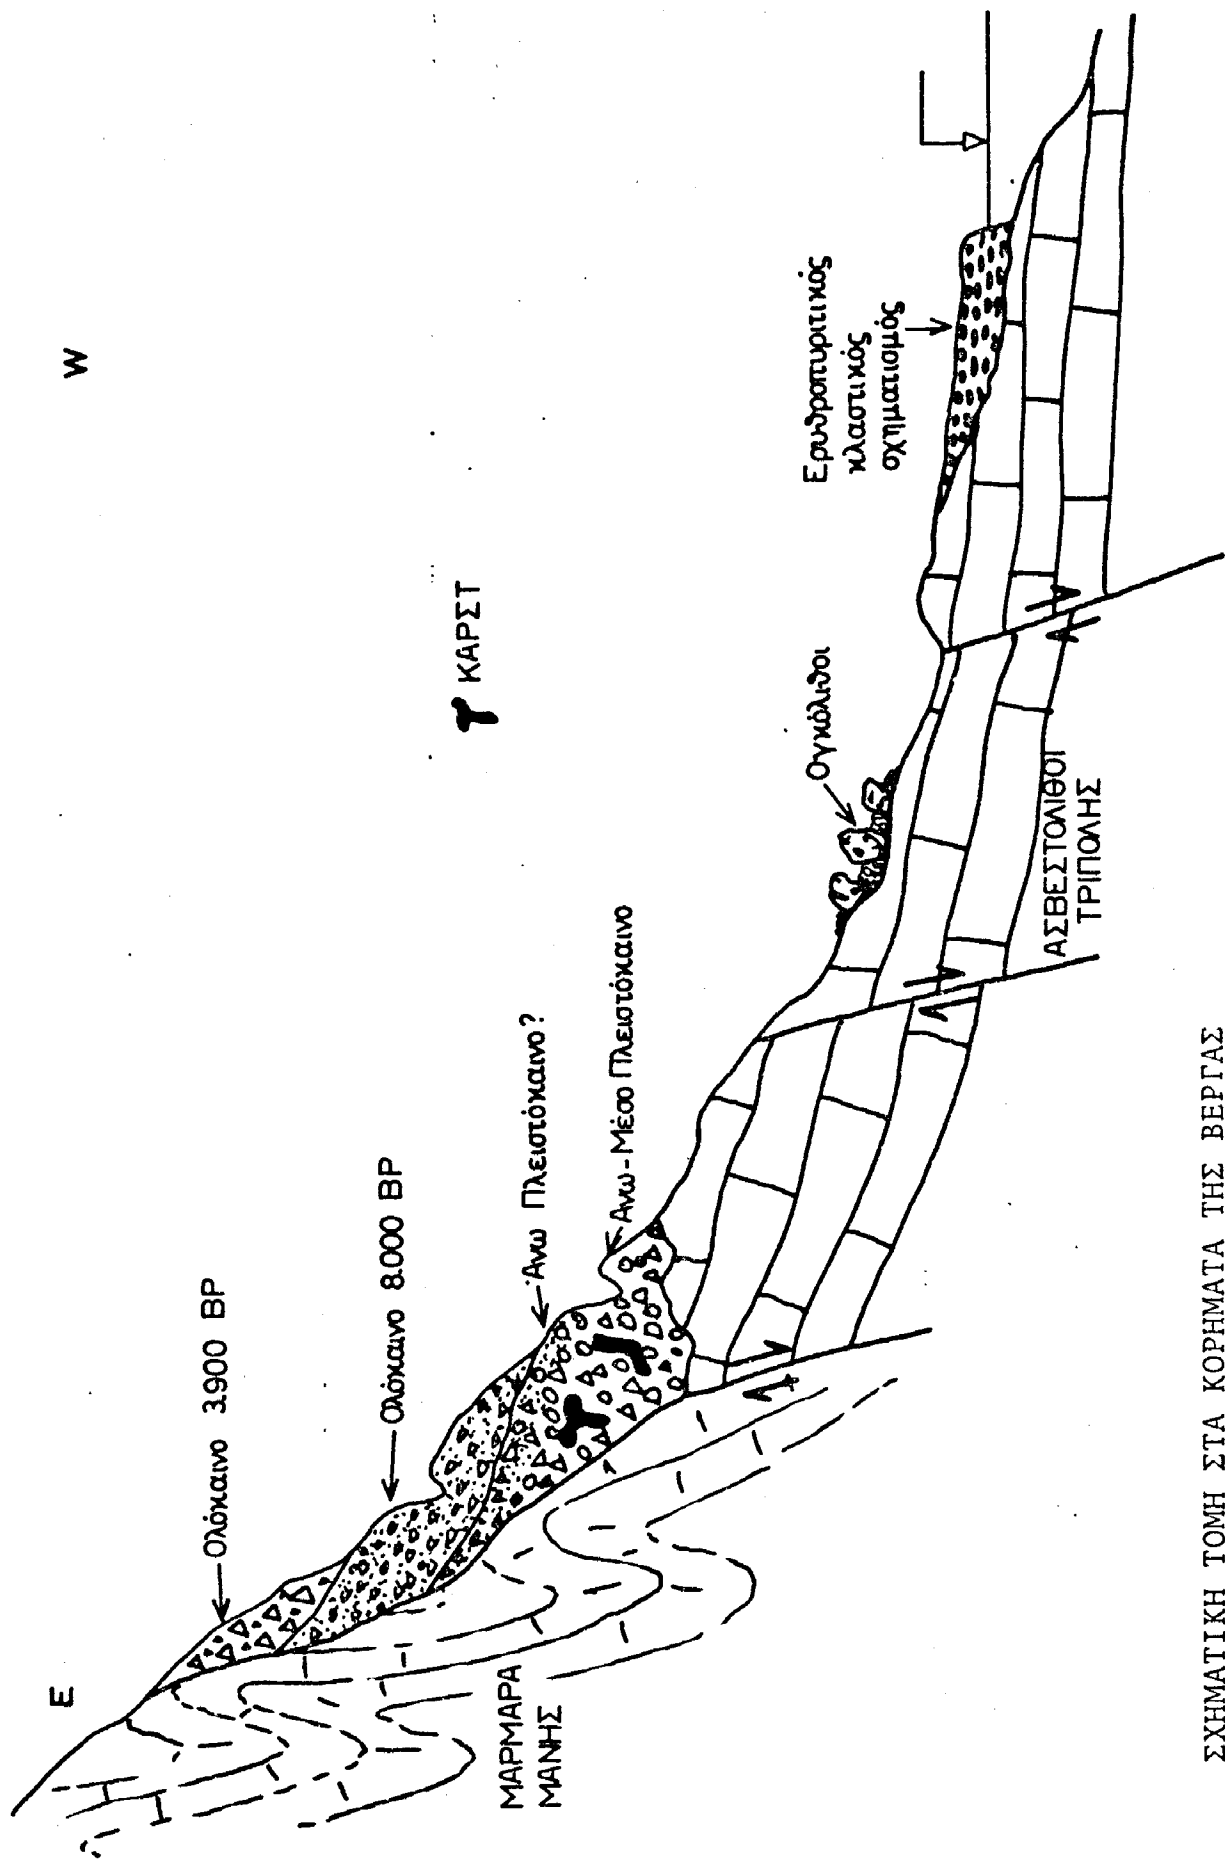 E
W
Ολόκαινο 3.900 BP
Ολόκαινο 8.000 BP
Άνω Πλειστόκαινο?
Άνω-Μέσο Πλειστόκαινο
ΚΑΡΣΤ
Ογκόλιθοι
Ερυθροπυριτικός
κλαστικός
σχηματισμός
ΜΑΡΜΑΡΑ
ΜΑΝΗΣ
ΑΣΒΕΣΤΟΛΙΘΟΙ
ΤΡΙΠΟΛΗΣ
ΣΧΗΜΑΤΙΚΗ ΤΟΜΗ ΣΤΑ ΚΟΡΗΜΑΤΑ ΤΗΣ ΒΕΡΓΑΣ